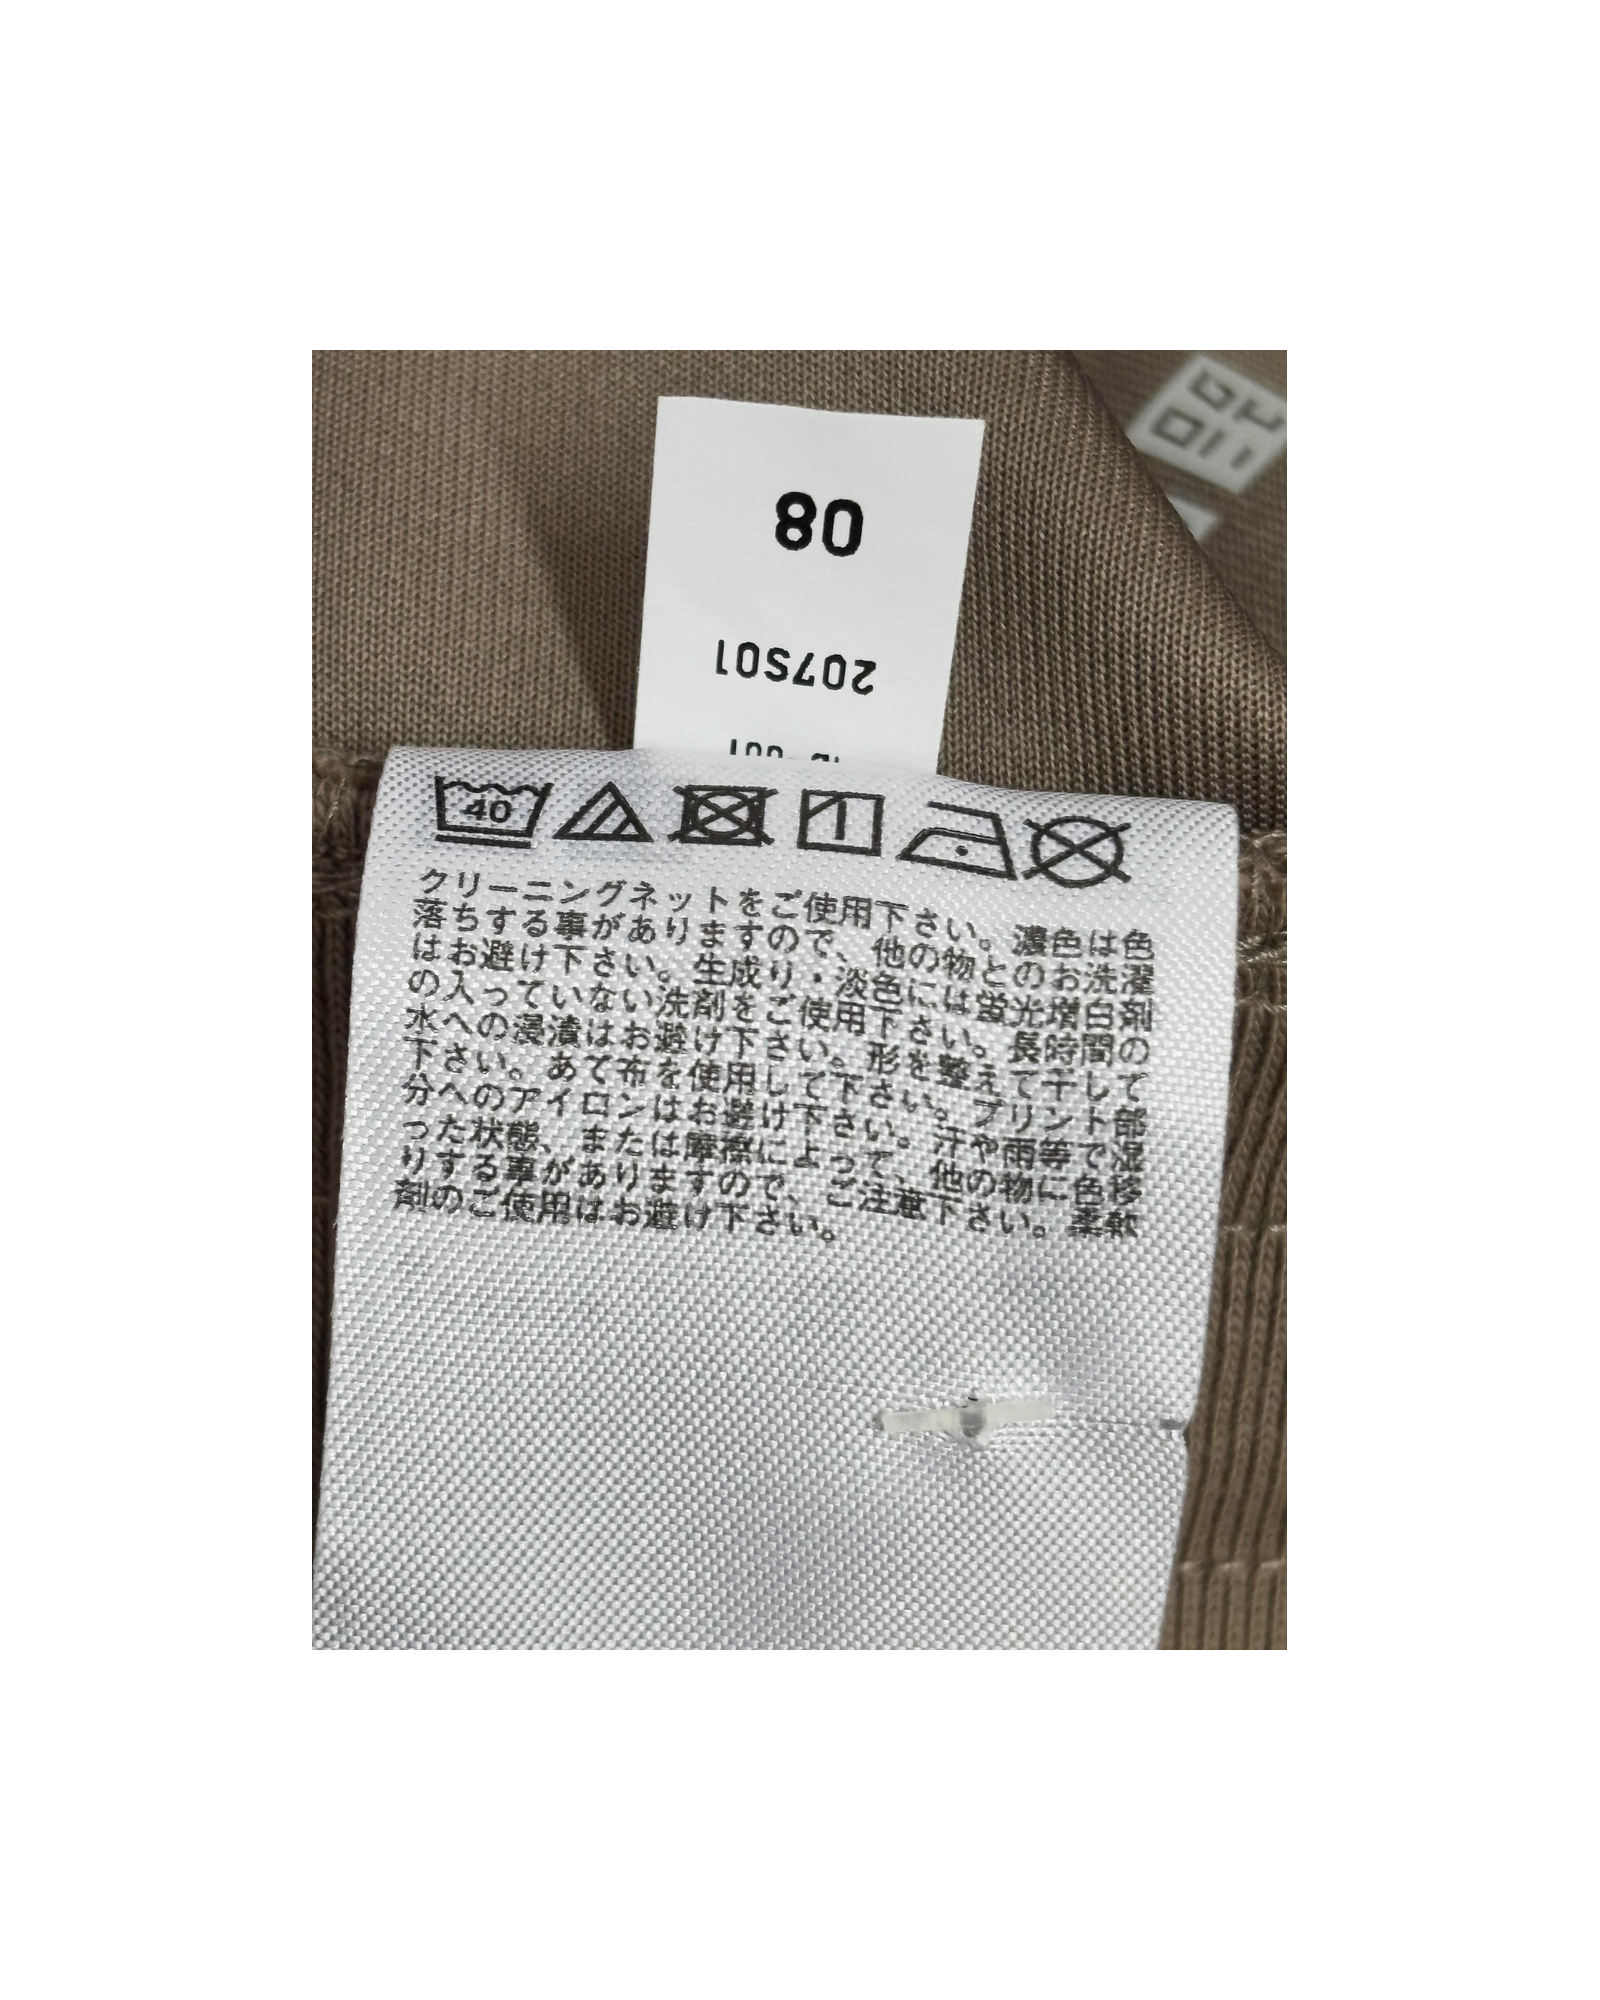 08
207S01
40
クリーニングネットをご使用下さい。濃色は色
落ちする事がありますので、他の物とのお洗濯
はお避け下さい。生成り・淡色には蛍光増白剤
の入っていない洗剤をご使用下さい。長時間の
水への浸漬はお避け下さい。形を整えて干して
下さい。あて布を使用して下さい。プリント部
分へのアイロンはお避け下さい。汗や雨等で湿
った状態、または摩擦によって、他の物に色移
りする事がありますので、ご注意下さい。柔軟
剤のご使用はお避け下さい。